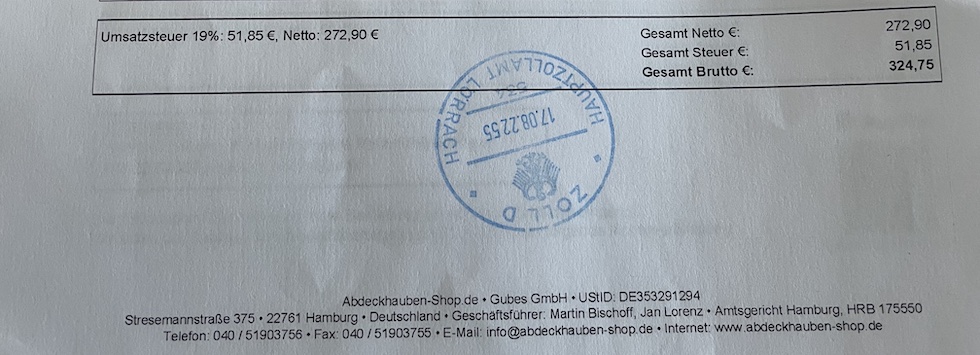 Umsatzsteuer 19%: 51,85 €, Netto: 272,90 €
Gesamt Netto €: 272,90
Gesamt Steuer €: 51,85
Gesamt Brutto €: 324,75
ZOLL D
17.08.22 55
HAUPTZOLLAMT LÖRRACH
Abdeckhauben-Shop.de • Gubes GmbH • UStID: DE353291294
Stresemannstraße 375 • 22761 Hamburg • Deutschland • Geschäftsführer: Martin Bischoff, Jan Lorenz • Amtsgericht Hamburg, HRB 175550
Telefon: 040 / 51903756 • Fax: 040 / 51903755 • E-Mail: info@abdeckhauben-shop.de • Internet: www.abdeckhauben-shop.de